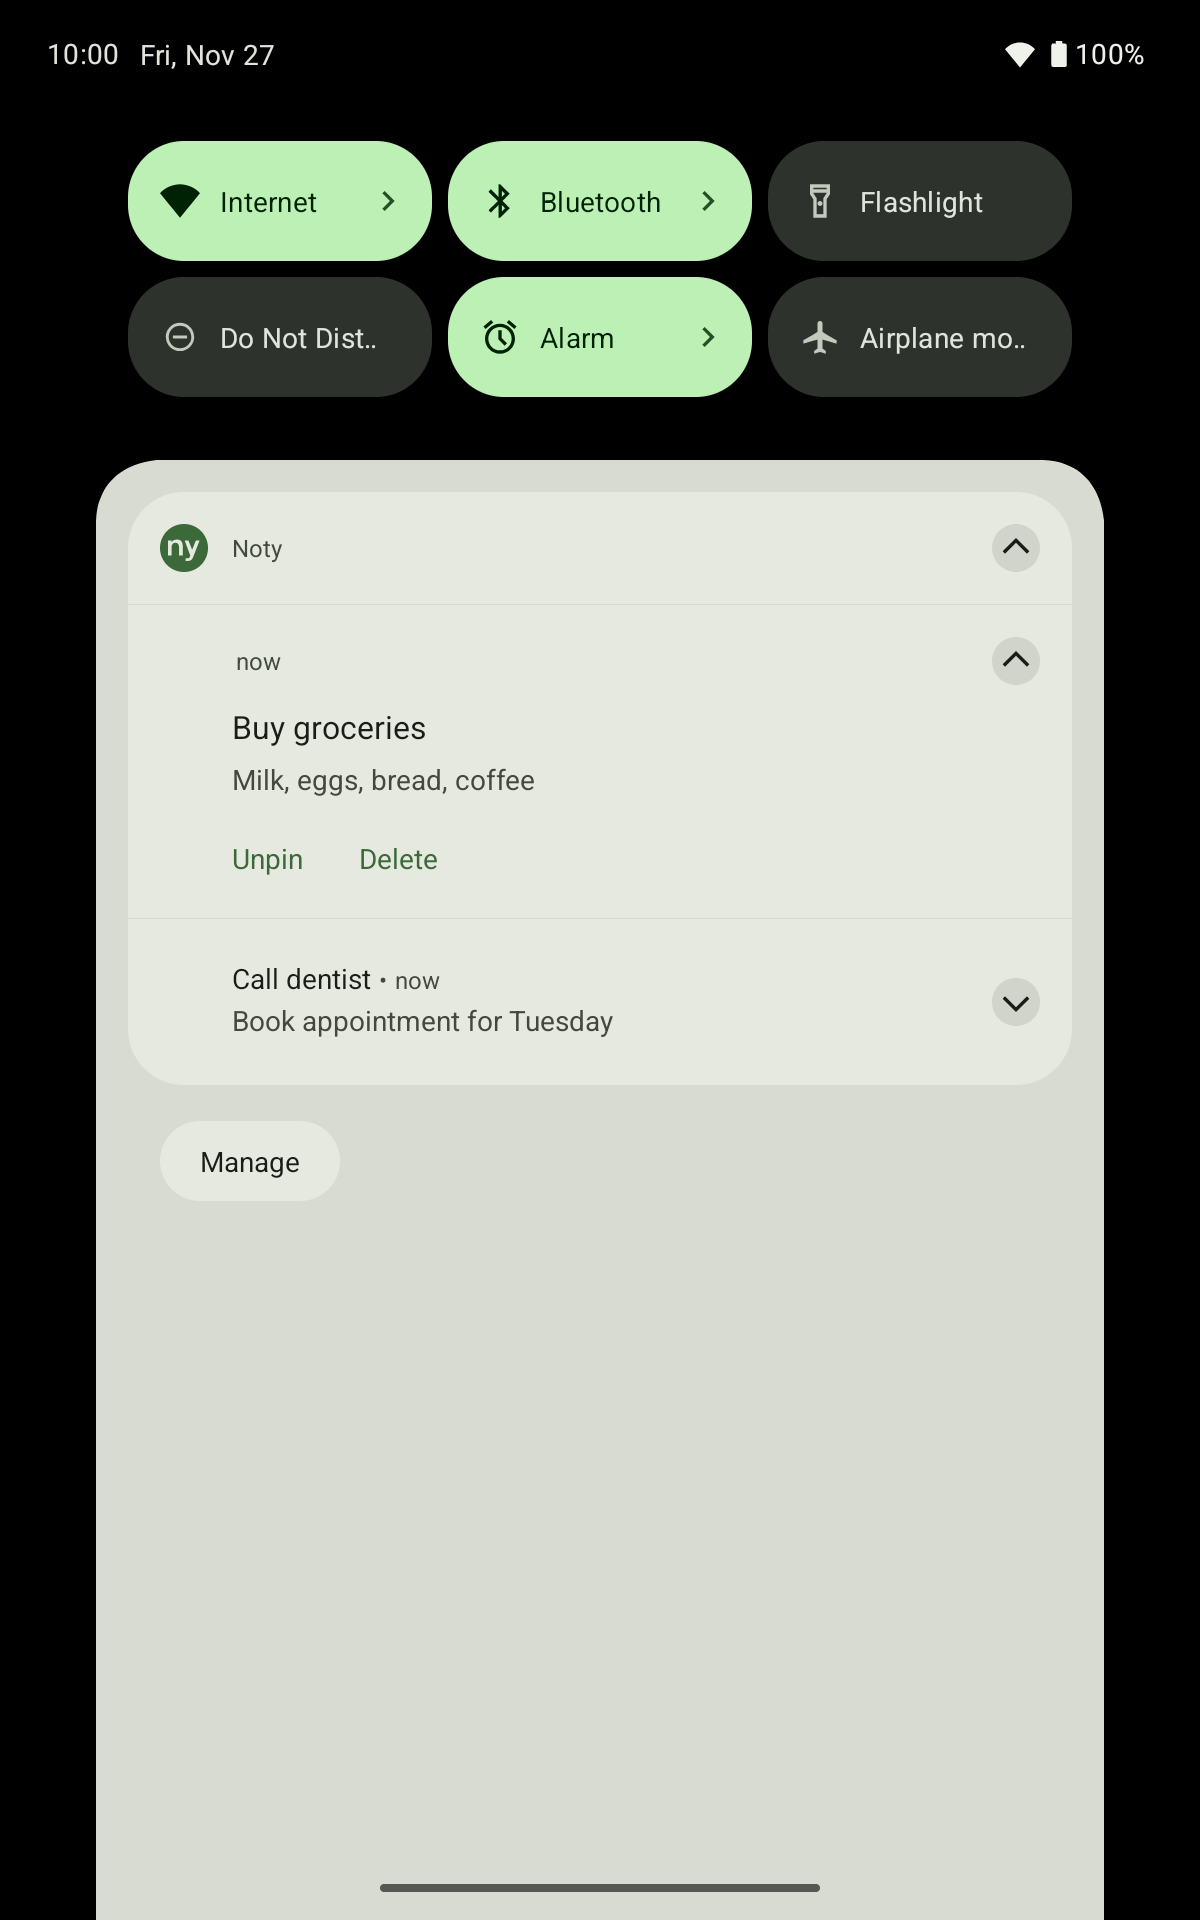 10:00 Fri, Nov 27 100%
Internet Bluetooth Flashlight
Do Not Dist.. Alarm Airplane mo..
ny Noty
now
Buy groceries
Milk, eggs, bread, coffee
Unpin Delete
Call dentist • now
Book appointment for Tuesday
Manage